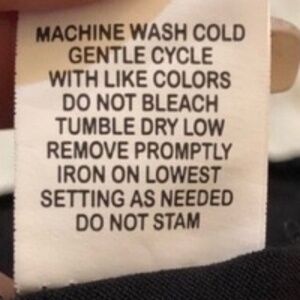 MACHINE WASH COLD
GENTLE CYCLE
WITH LIKE COLORS
DO NOT BLEACH
TUMBLE DRY LOW
REMOVE PROMPTLY
IRON ON LOWEST
SETTING AS NEEDED
DO NOT STAM